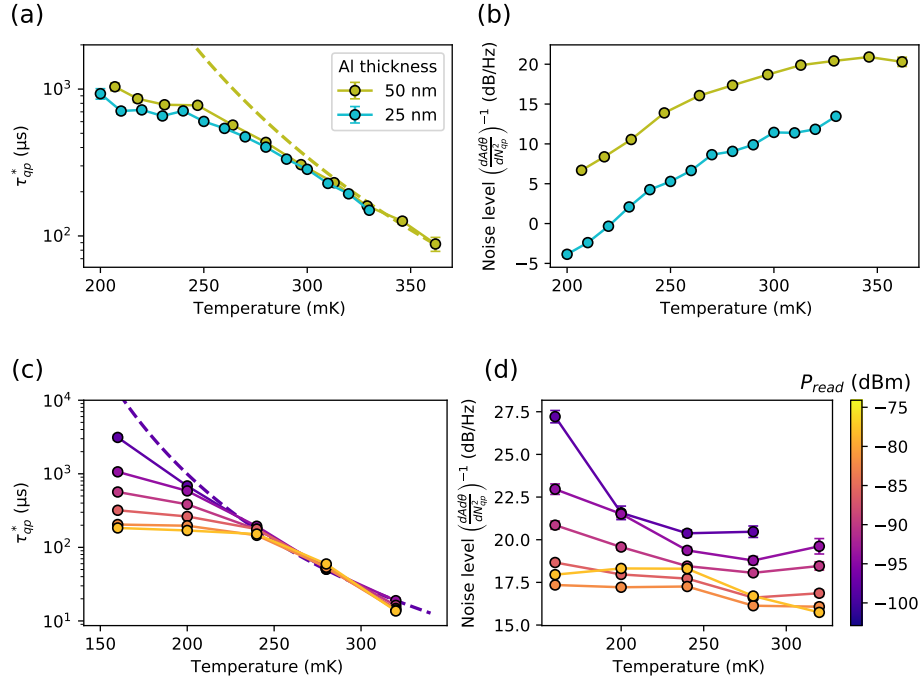 (a)
10³
10²
τ*qp (µs)
200 250 300 350
Temperature (mK)
Al thickness
50 nm
25 nm
(b)
20
15
10
5
0
−5
Noise level (dAdθ/dN²qp)⁻¹ (dB/Hz)
200 250 300 350
Temperature (mK)
(c)
10⁴
10³
10²
10¹
τ*qp (µs)
150 200 250 300
Temperature (mK)
(d)
27.5
25.0
22.5
20.0
17.5
15.0
Noise level (dAdθ/dN²qp)⁻¹ (dB/Hz)
200 250 300
Temperature (mK)
Pread (dBm)
−75
−80
−85
−90
−95
−100